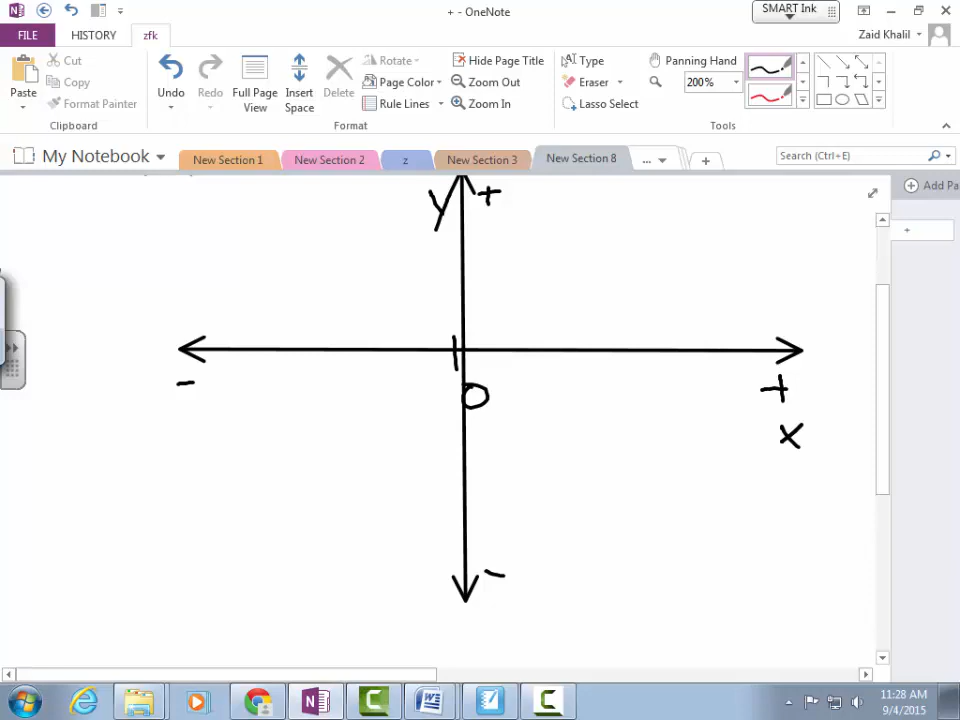 + - OneNote
SMART Ink
FILE HISTORY zfk
Zaid Khalil
Paste
Cut
Copy
Format Painter
Clipboard
Undo
Redo
Full Page View
Insert Space
Delete
Rotate
Page Color
Rule Lines
Format
Hide Page Title
Zoom Out
Zoom In
Type
Eraser
Lasso Select
Panning Hand
200%
Tools
My Notebook
New Section 1
New Section 2
z
New Section 3
New Section 8
...
+
Search (Ctrl+E)
Add Pa
+
y +
-
0
+
x
-
11:28 AM
9/4/2015